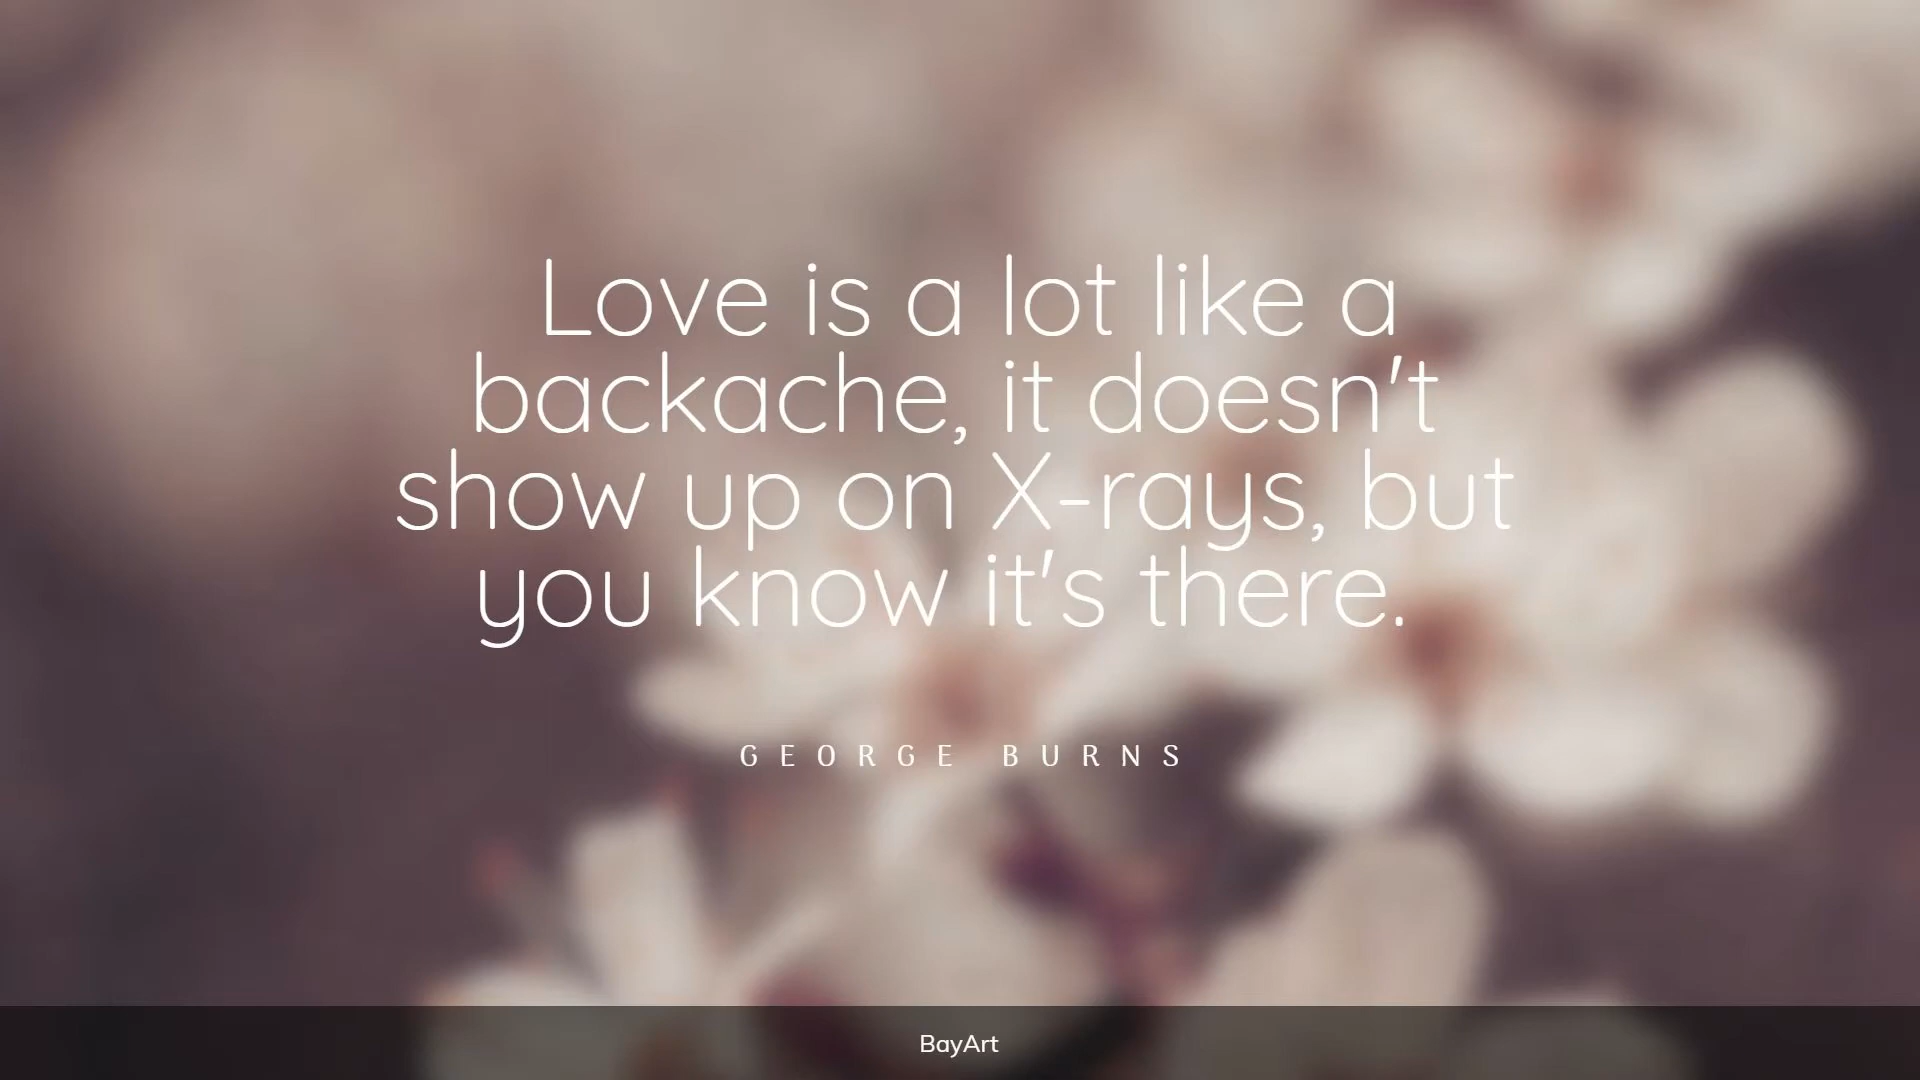 Love is a lot like a
backache, it doesn't
show up on X-rays, but
you know it's there.
GEORGE BURNS
BayArt